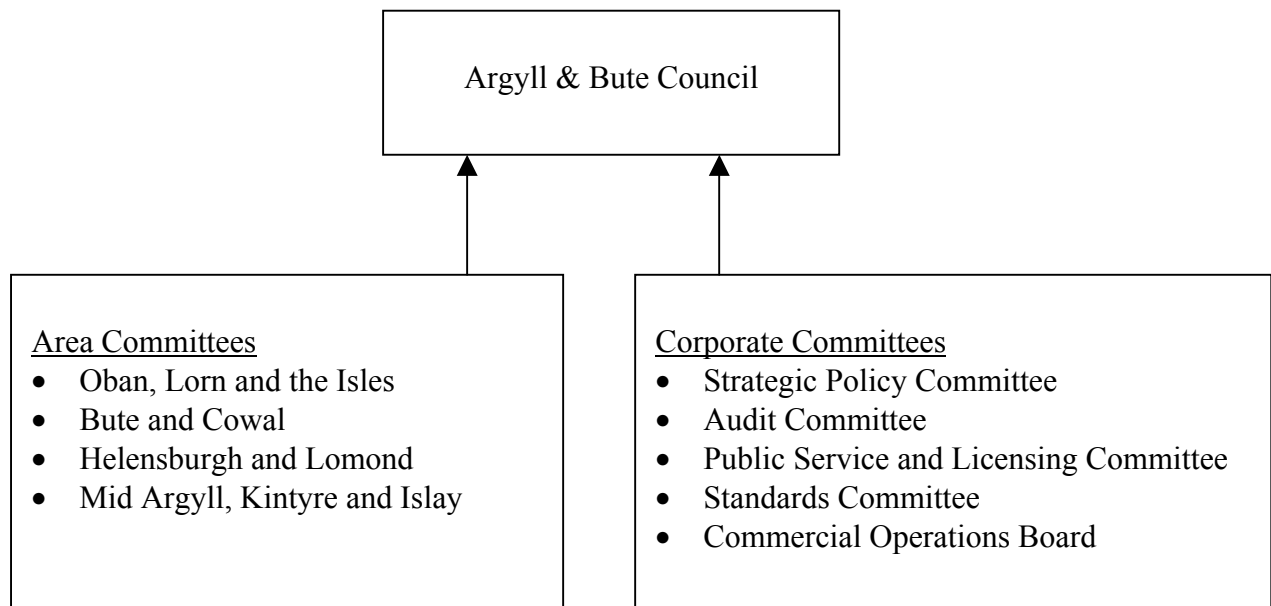 Argyll & Bute Council
Area Committees
• Oban, Lorn and the Isles
• Bute and Cowal
• Helensburgh and Lomond
• Mid Argyll, Kintyre and Islay
Corporate Committees
• Strategic Policy Committee
• Audit Committee
• Public Service and Licensing Committee
• Standards Committee
• Commercial Operations Board